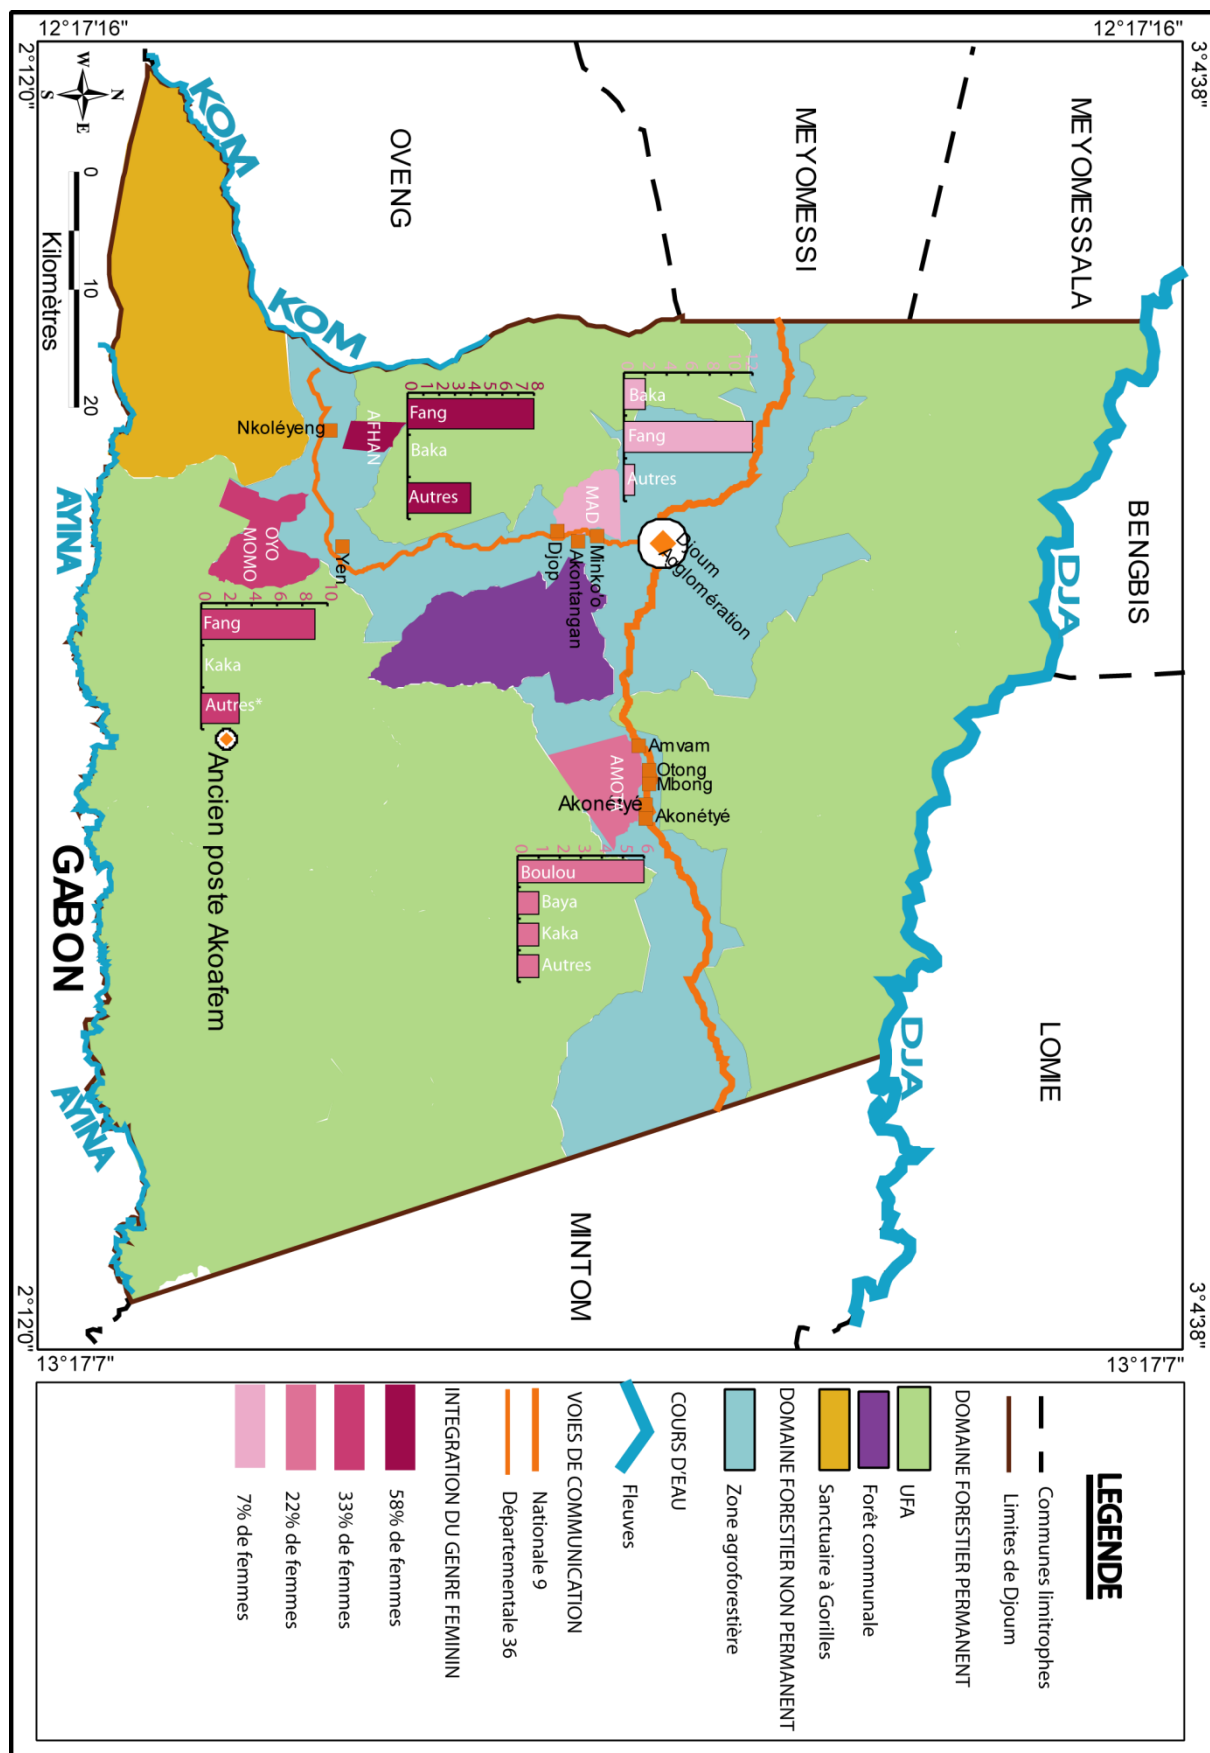 12°17'16"
12°17'16"
3°4'38"
2°12'0"
MEYOMESSALA
MEYOMESSI
OVENG
BENGBIS
LOMIE
MINTOM
GABON
DJA
DJA
KOM
KOM
AYINA
AYINA
N
W
E
S
0 10 20
Kilomètres
Baka
Fang
Autres
0 1 2 3 4 5 6 7 8
Fang
Baka
Autres
AFHAN
MAD
Djoum
Agglomération
Minko'o
Akontangan
Djop
Nkoléyeng
Yen
OYO
MOMO
0 2 4 6 8 10
Fang
Kaka
Autres*
Ancien poste Akoafem
Amvam
Otong
Mbong
Akonétyé
Akonétyé
AMOTA
0 1 2 3 4 5 6
Boulou
Baya
Kaka
Autres
3°4'38"
2°12'0"
13°17'7"
13°17'7"
LEGENDE
Communes limitrophes
Limites de Djoum
DOMAINE FORESTIER PERMANENT
UFA
Forêt communale
Sanctuaire à Gorilles
DOMAINE FORESTIER NON PERMANENT
Zone agroforestière
COURS D'EAU
Fleuves
VOIES DE COMMUNICATION
Nationale 9
Départementale 36
INTEGRATION DU GENRE FEMININ
58% de femmes
33% de femmes
22% de femmes
7% de femmes